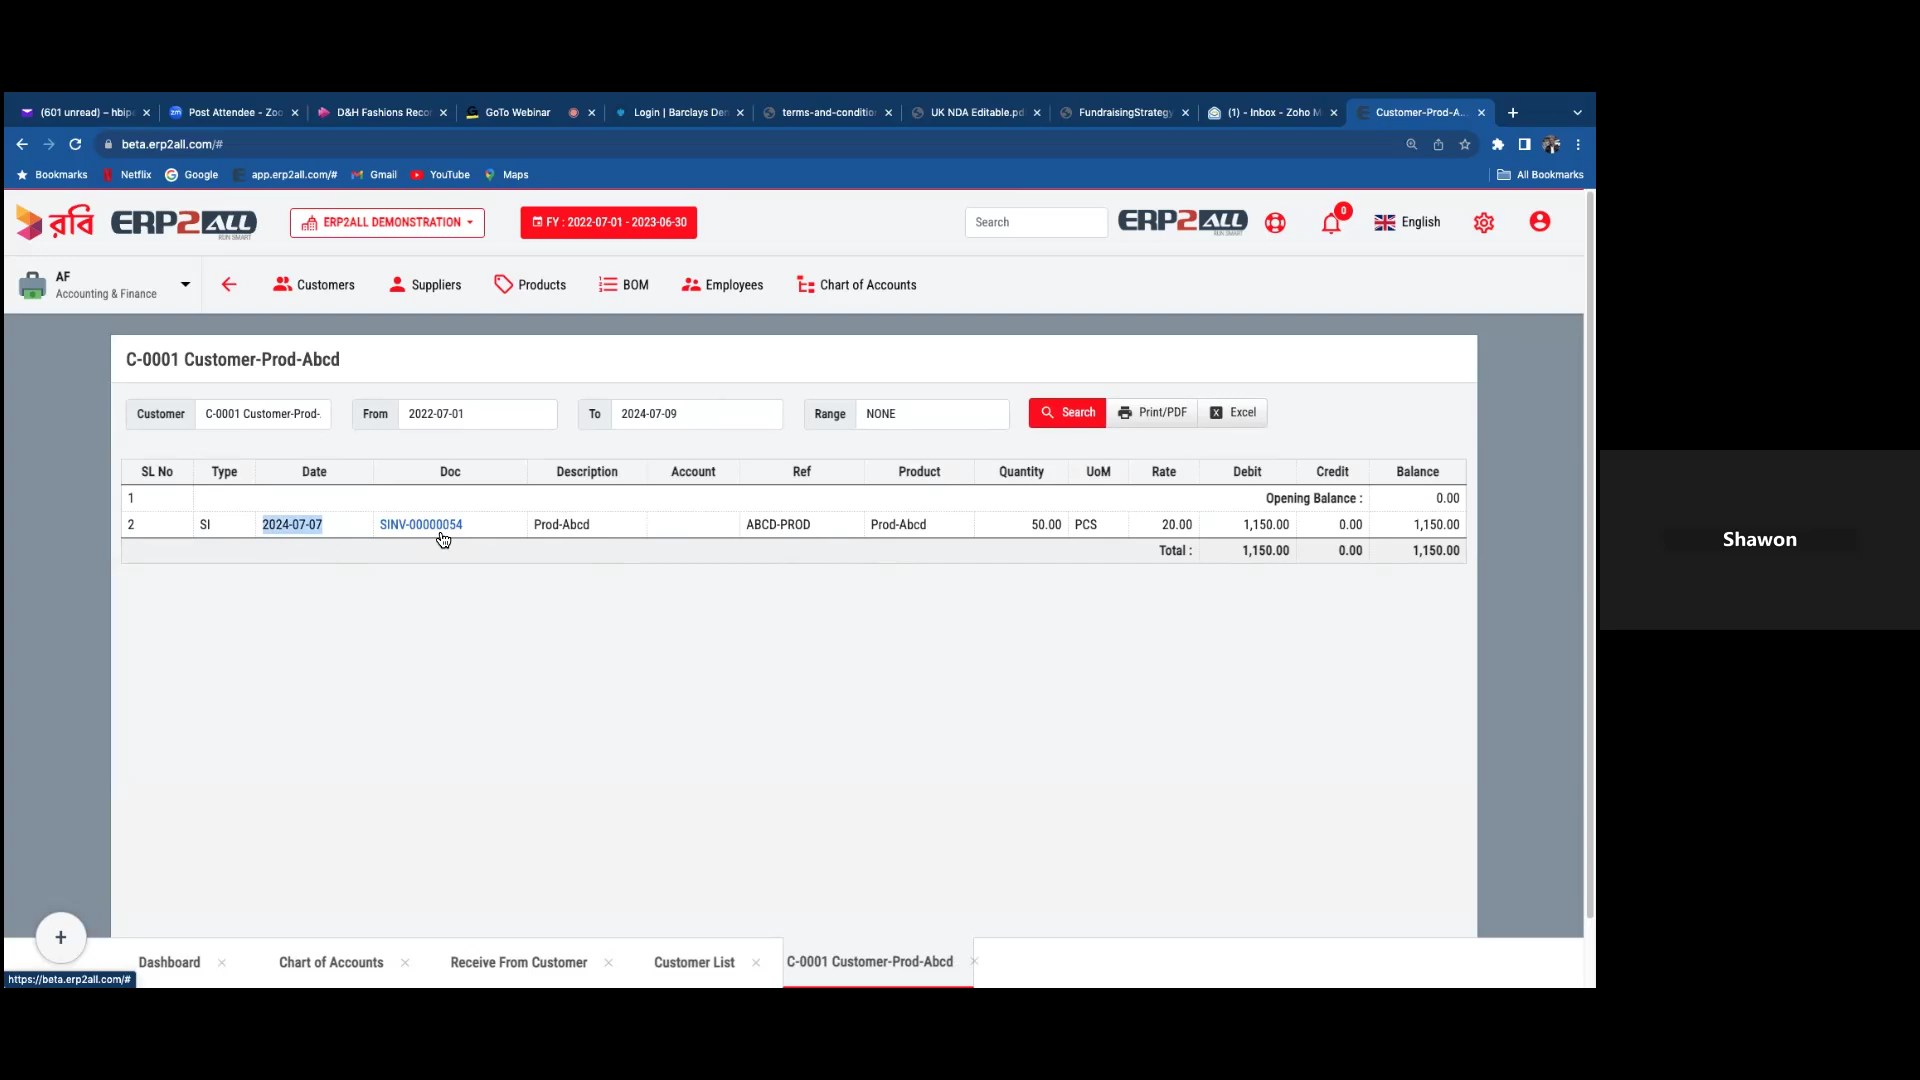 (601 unread) – hbipe
Post Attendee - Zoo
D&H Fashions Recor
GoTo Webinar
Login | Barclays Den
terms-and-conditio
UK NDA Editable.pd
FundraisingStrategy
(1) - Inbox - Zoho M
Customer-Prod-A...
beta.erp2all.com/#
Bookmarks
Netflix
Google
app.erp2all.com/#
Gmail
YouTube
Maps
All Bookmarks
রবি
ERP2ALL
RUN SMART
ERP2ALL DEMONSTRATION
FY : 2022-07-01 - 2023-06-30
Search
ERP2ALL
RUN SMART
0
English
AF
Accounting & Finance
Customers
Suppliers
Products
BOM
Employees
Chart of Accounts
C-0001 Customer-Prod-Abcd
Customer C-0001 Customer-Prod-. From 2022-07-01 To 2024-07-09 Range NONE Search Print/PDF X Excel
SL No Type Date Doc Description Account Ref Product Quantity UoM Rate Debit Credit Balance
1 Opening Balance : 0.00
2 SI 2024-07-07 SINV-00000054 Prod-Abcd ABCD-PROD Prod-Abcd 50.00 PCS 20.00 1,150.00 0.00 1,150.00
Total : 1,150.00 0.00 1,150.00
Shawon
+
Dashboard × Chart of Accounts × Receive From Customer × Customer List × C-0001 Customer-Prod-Abcd ×
https://beta.erp2all.com/#